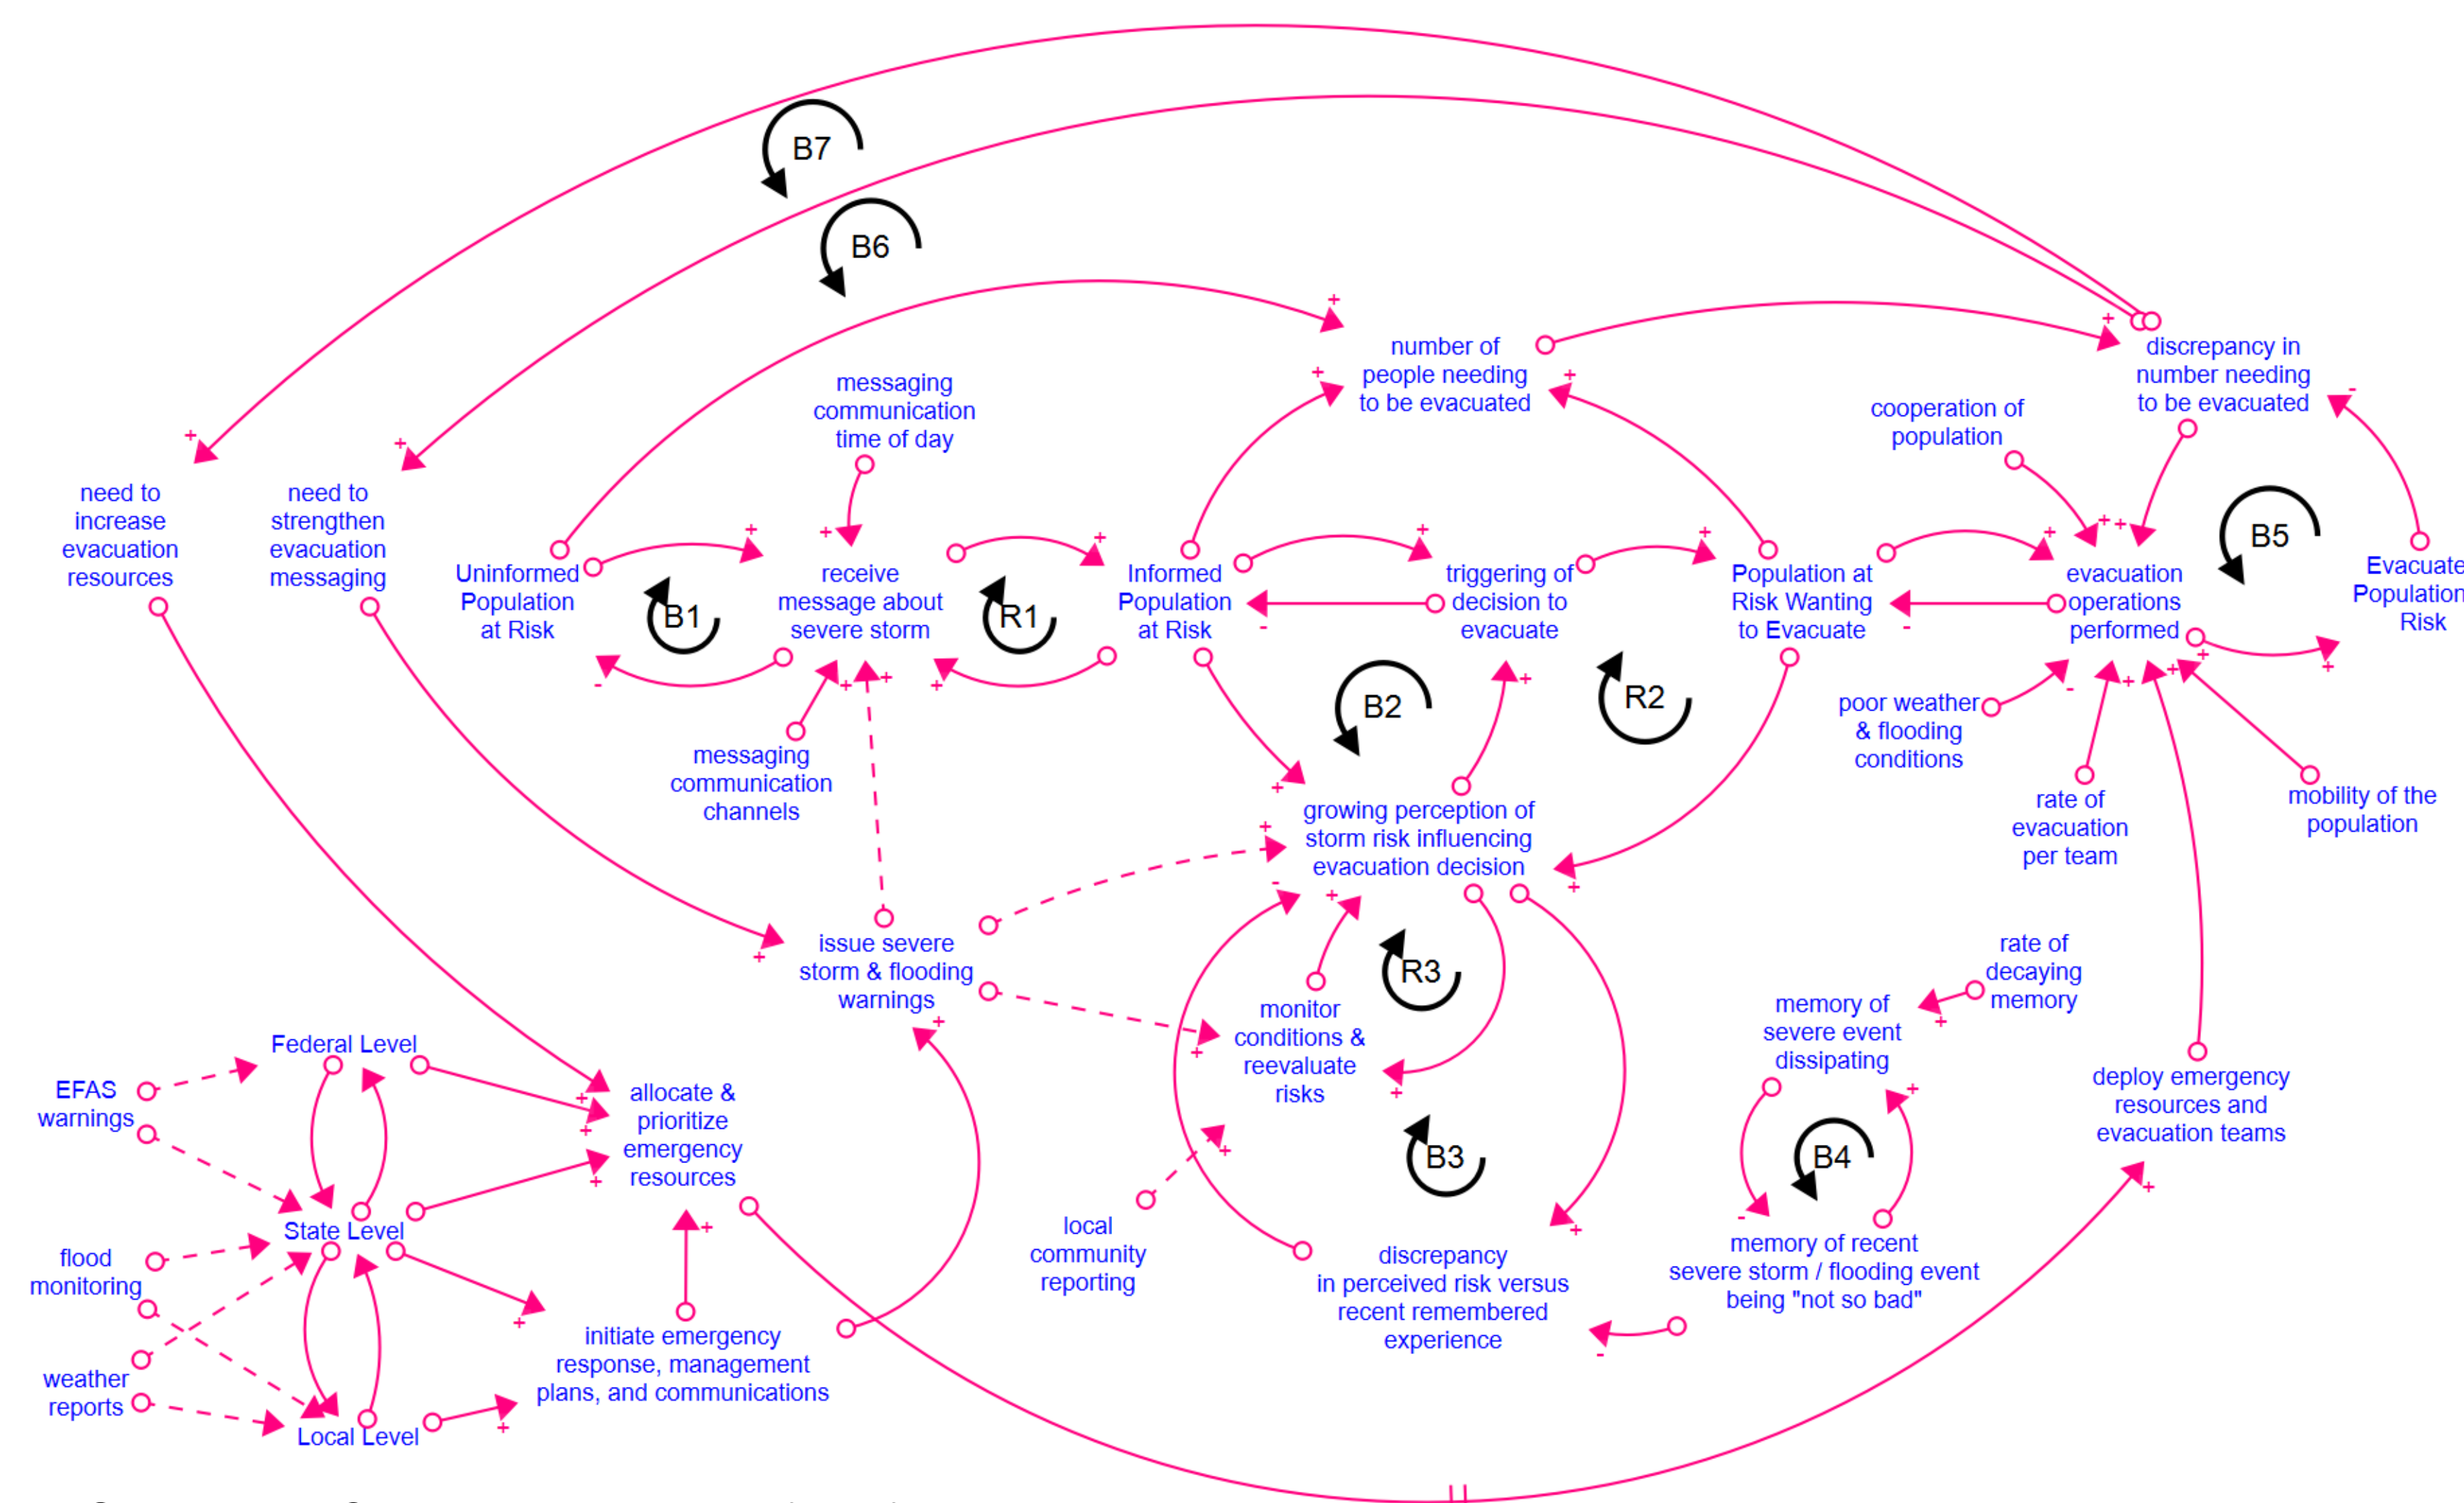 B7
B6
number of
people needing
to be evacuated
discrepancy in
number needing
to be evacuated
messaging
communication
time of day
cooperation of
population
need to
increase
evacuation
resources
need to
strengthen
evacuation
messaging
Uninformed
Population
at Risk
B1
receive
message about
severe storm
R1
Informed
Population
at Risk
triggering of
decision to
evacuate
Population at
Risk Wanting
to Evacuate
evacuation
operations
performed
B5
Evacuate
Population
Risk
B2
R2
messaging
communication
channels
poor weather
& flooding
conditions
rate of
evacuation
per team
mobility of the
population
growing perception of
storm risk influencing
evacuation decision
issue severe
storm & flooding
warnings
R3
monitor
conditions &
reevaluate
risks
rate of
decaying
memory
memory of
severe event
dissipating
Federal Level
EFAS
warnings
allocate &
prioritize
emergency
resources
deploy emergency
resources and
evacuation teams
B3
B4
State Level
flood
monitoring
local
community
reporting
discrepancy
in perceived risk versus
recent remembered
experience
memory of recent
severe storm / flooding event
being "not so bad"
initiate emergency
response, management
plans, and communications
weather
reports
Local Level